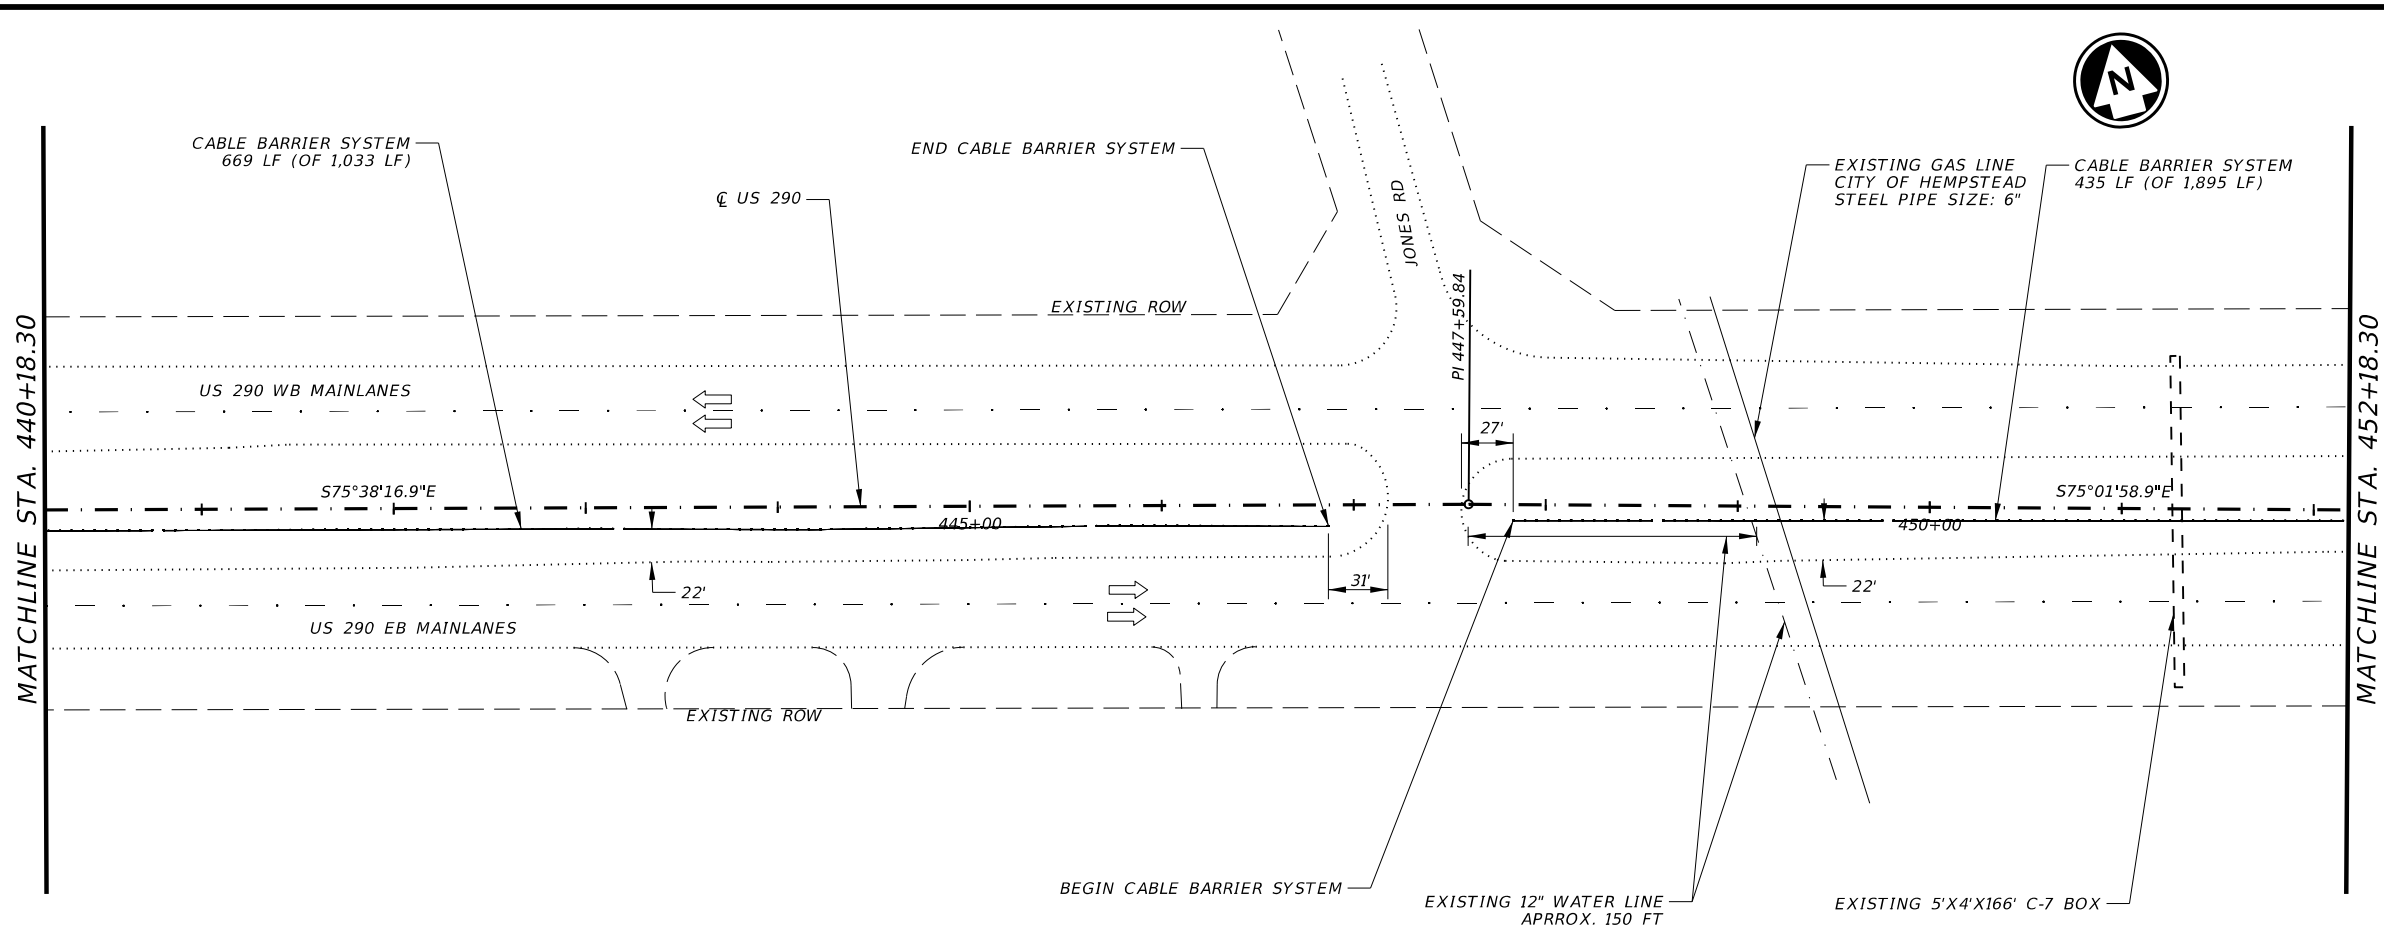 N
CABLE BARRIER SYSTEM
669 LF (OF 1,033 LF)
END CABLE BARRIER SYSTEM
℄ US 290
EXISTING GAS LINE
CITY OF HEMPSTEAD
STEEL PIPE SIZE: 6"
CABLE BARRIER SYSTEM
435 LF (OF 1,895 LF)
JONES RD
PI 447+59.84
EXISTING ROW
MATCHLINE STA. 440+18.30
MATCHLINE STA. 452+18.30
US 290 WB MAINLANES
27'
S75°38'16.9"E
S75°01'58.9"E
445+00
450+00
31'
22'
22'
US 290 EB MAINLANES
EXISTING ROW
BEGIN CABLE BARRIER SYSTEM
EXISTING 12" WATER LINE
APRROX. 150 FT
EXISTING 5'X4'X166' C-7 BOX